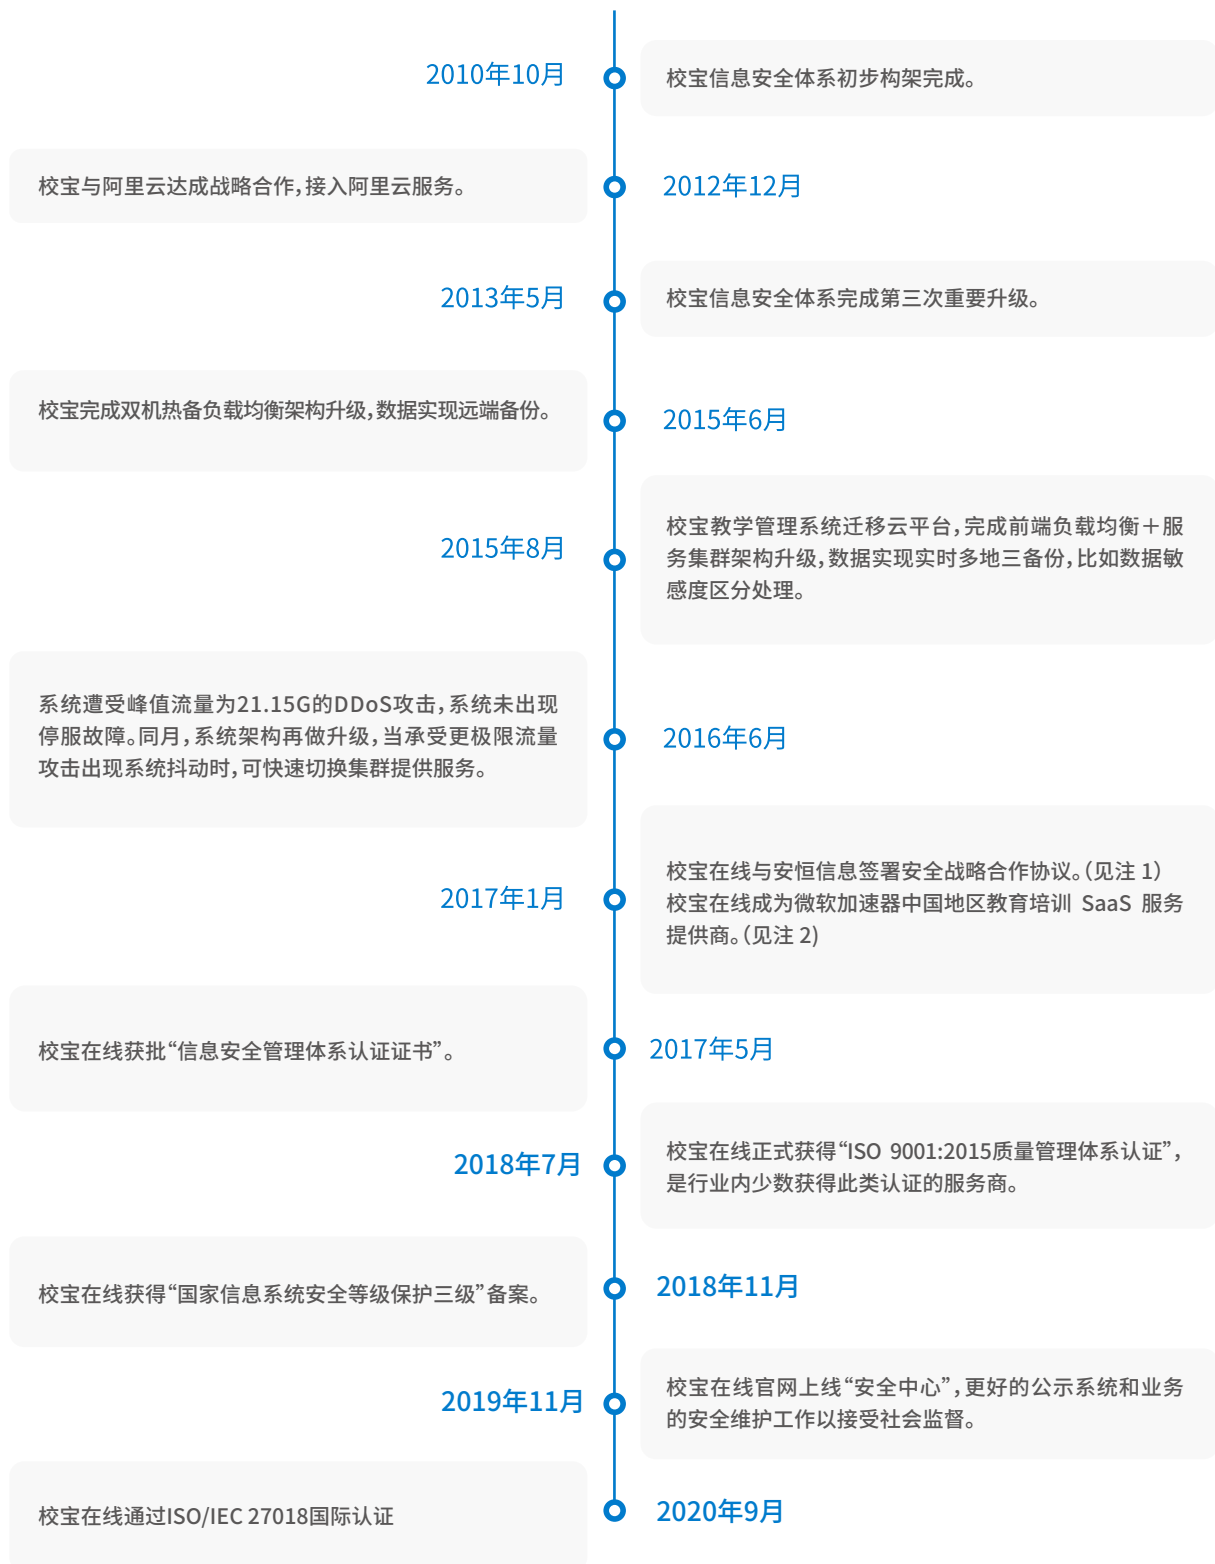 2010年10月
校宝信息安全体系初步构架完成。
校宝与阿里云达成战略合作，接入阿里云服务。
2012年12月
2013年5月
校宝信息安全体系完成第三次重要升级。
校宝完成双机热备负载均衡架构升级，数据实现远端备份。
2015年6月
2015年8月
校宝教学管理系统迁移云平台，完成前端负载均衡＋服
务集群架构升级，数据实现实时多地三备份，比如数据敏
感度区分处理。
系统遭受峰值流量为21.15G的DDoS攻击，系统未出现
停服故障。同月，系统架构再做升级，当承受更极限流量
攻击出现系统抖动时，可快速切换集群提供服务。
2016年6月
2017年1月
校宝在线与安恒信息签署安全战略合作协议。（见注 1）
校宝在线成为微软加速器中国地区教育培训 SaaS 服务
提供商。（见注 2)
校宝在线获批“信息安全管理体系认证证书”。
2017年5月
2018年7月
校宝在线正式获得“ISO 9001:2015质量管理体系认证”，
是行业内少数获得此类认证的服务商。
校宝在线获得“国家信息系统安全等级保护三级”备案。
2018年11月
2019年11月
校宝在线官网上线“安全中心”，更好的公示系统和业务
的安全维护工作以接受社会监督。
校宝在线通过ISO/IEC 27018国际认证
2020年9月